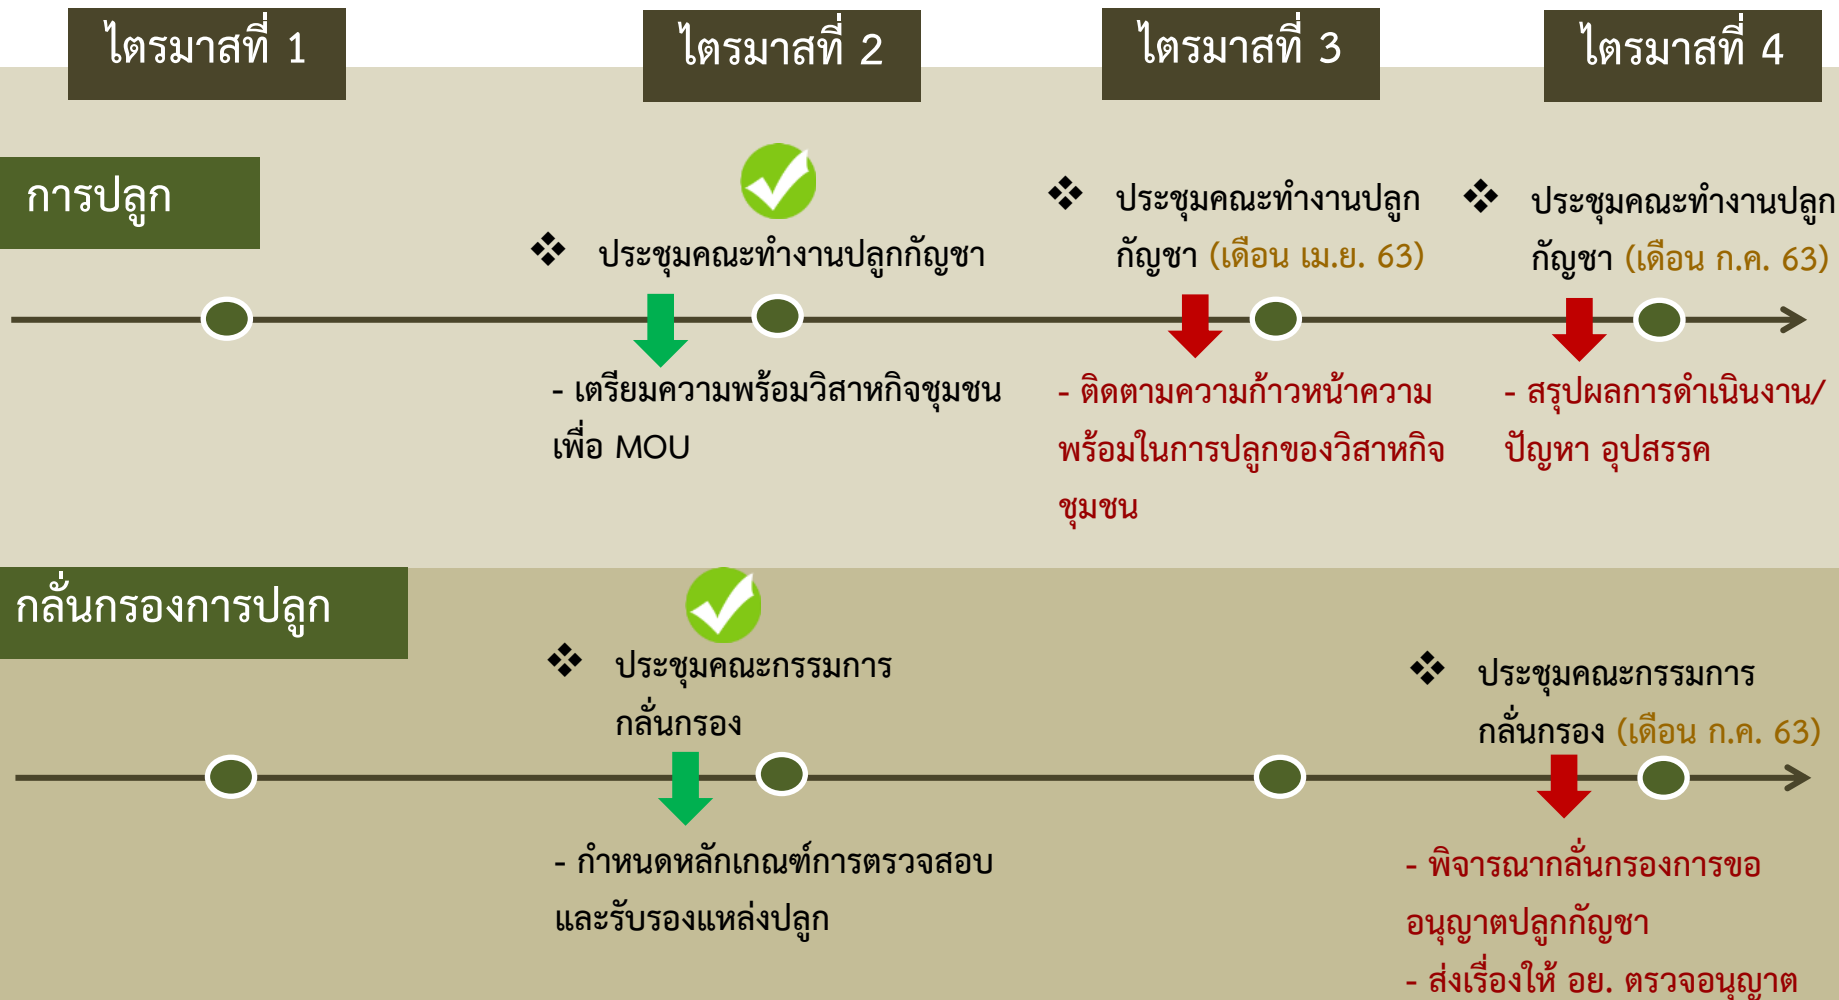 ไตรมาสที่ 1
ไตรมาสที่ 2
ไตรมาสที่ 3
ไตรมาสที่ 4
การปลูก
ประชุมคณะทำงานปลูกกัญชา
ประชุมคณะทำงานปลูก
กัญชา (เดือน เม.ย. 63)
ประชุมคณะทำงานปลูก
กัญชา (เดือน ก.ค. 63)
- เตรียมความพร้อมวิสาหกิจชุมชน
เพื่อ MOU
- ติดตามความก้าวหน้าความ
พร้อมในการปลูกของวิสาหกิจ
ชุมชน
- สรุปผลการดำเนินงาน/
ปัญหา อุปสรรค
กลั่นกรองการปลูก
ประชุมคณะกรรมการ
กลั่นกรอง
ประชุมคณะกรรมการ
กลั่นกรอง (เดือน ก.ค. 63)
- กำหนดหลักเกณฑ์การตรวจสอบ
และรับรองแหล่งปลูก
- พิจารณากลั่นกรองการขอ
อนุญาตปลูกกัญชา
- ส่งเรื่องให้ อย. ตรวจอนุญาต